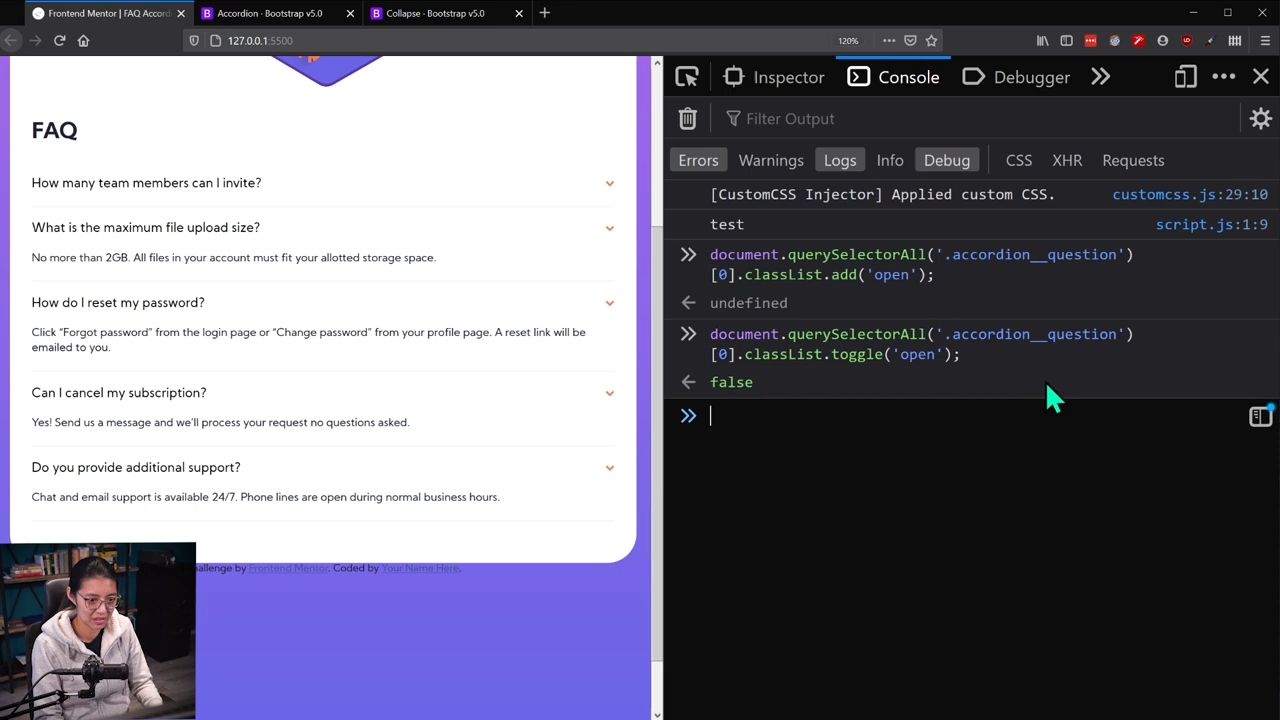 Frontend Mentor | FAQ Accord
Accordion · Bootstrap v5.0
Collapse · Bootstrap v5.0
127.0.0.1:5500
120%
FAQ
How many team members can I invite?
What is the maximum file upload size?
No more than 2GB. All files in your account must fit your allotted storage space.
How do I reset my password?
Click “Forgot password” from the login page or “Change password” from your profile page. A reset link will be
emailed to you.
Can I cancel my subscription?
Yes! Send us a message and we’ll process your request no questions asked.
Do you provide additional support?
Chat and email support is available 24/7. Phone lines are open during normal business hours.
allenge by Frontend Mentor. Coded by Your Name Here.
Inspector
Console
Debugger
Filter Output
Errors
Warnings
Logs
Info
Debug
CSS
XHR
Requests
[CustomCSS Injector] Applied custom CSS.
customcss.js:29:10
test
script.js:1:9
document.querySelectorAll('.accordion__question')
[0].classList.add('open');
undefined
document.querySelectorAll('.accordion__question')
[0].classList.toggle('open');
false